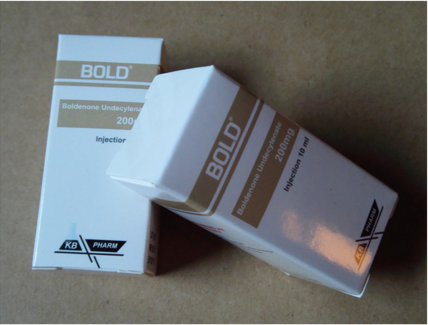 BOLD®
Boldenone Undecylenate
200mg
Injection
KB PHARM
BOLD®
Boldenone Undecylenate
200mg
Injection 10 ml
KB PHARM